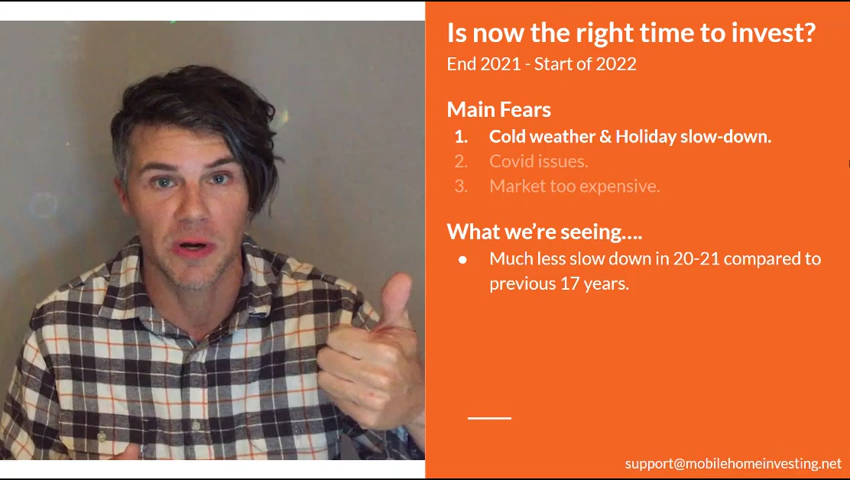 Is now the right time to invest?
End 2021 - Start of 2022
Main Fears
1. Cold weather & Holiday slow-down.
2. Covid issues.
3. Market too expensive.
What we're seeing....
● Much less slow down in 20-21 compared to
previous 17 years.
support@mobilehomeinvesting.net